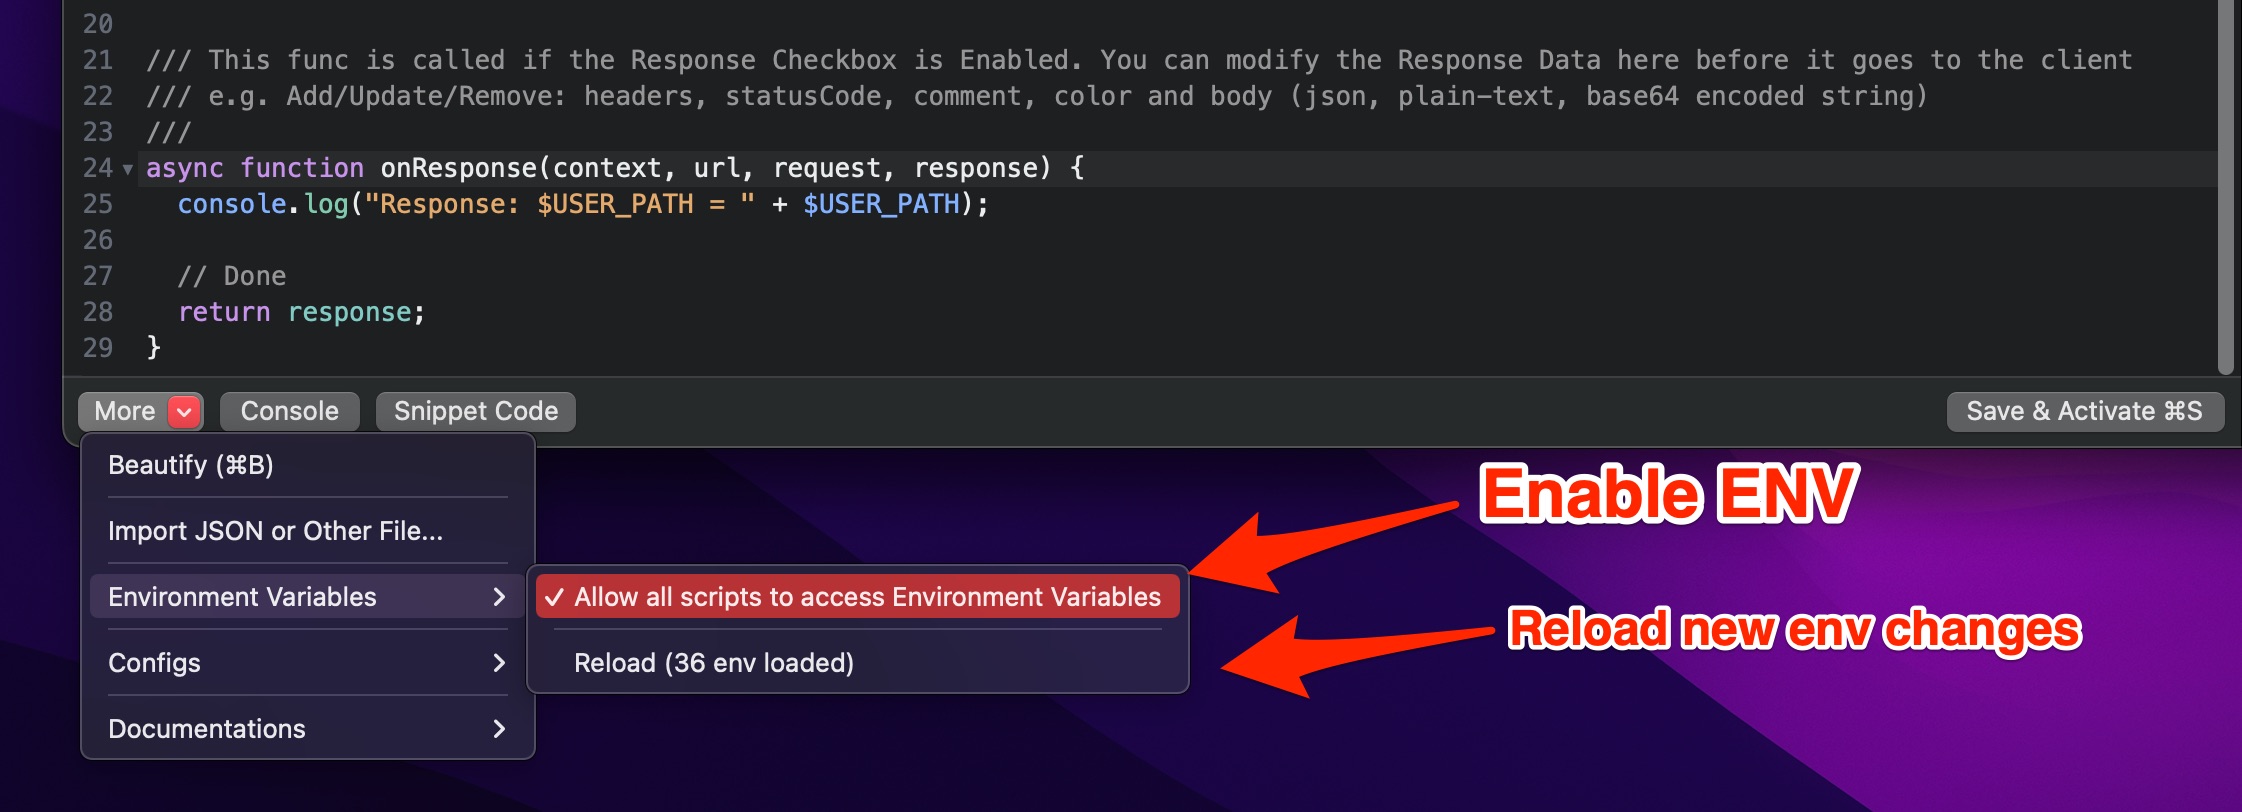 20
21 /// This func is called if the Response Checkbox is Enabled. You can modify the Response Data here before it goes to the client
22 /// e.g. Add/Update/Remove: headers, statusCode, comment, color and body (json, plain-text, base64 encoded string)
23 ///
24 async function onResponse(context, url, request, response) {
25 console.log("Response: $USER_PATH = " + $USER_PATH);
26
27 // Done
28 return response;
29 }
More Console Snippet Code Save & Activate ⌘S
Beautify (⌘B)
Import JSON or Other File...
Environment Variables
Configs
Documentations
✓ Allow all scripts to access Environment Variables
Reload (36 env loaded)
Enable ENV
Reload new env changes